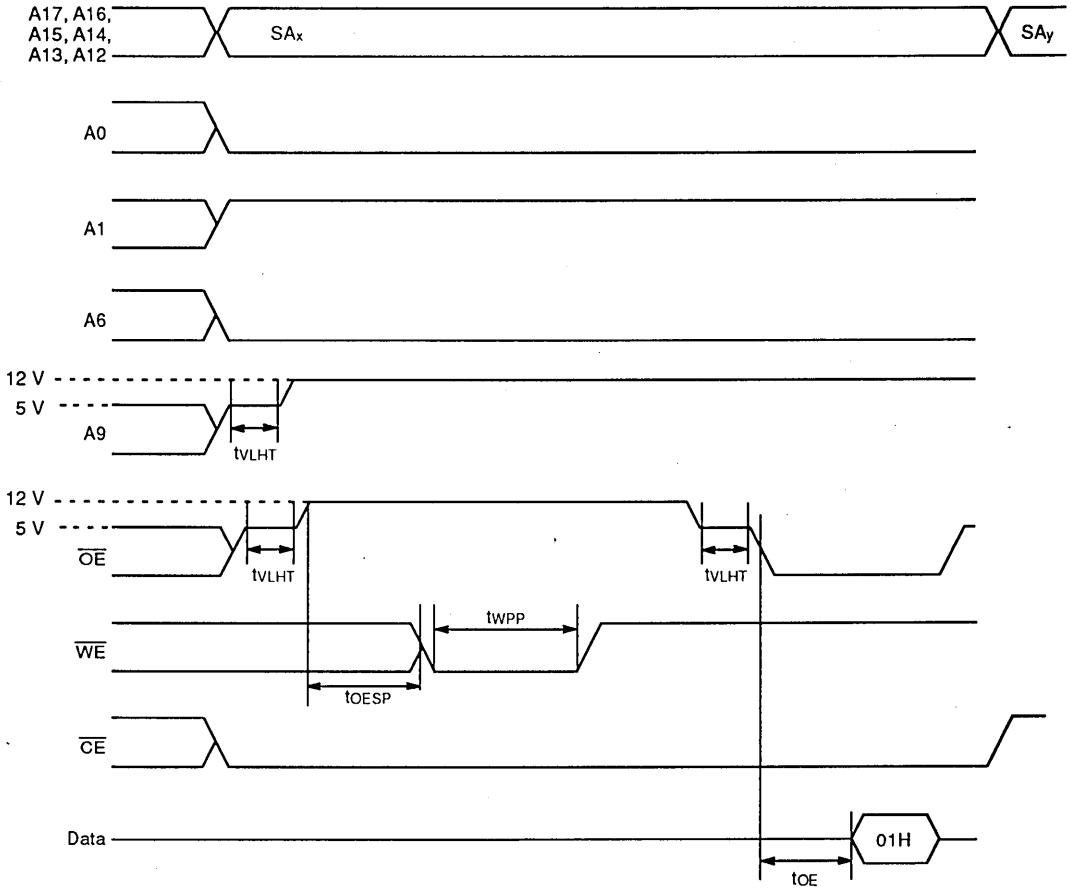 A17, A16,
A15, A14,
A13, A12
SAx
SAy
A0
A1
A6
12 V
5 V
A9
tVLHT
12 V
5 V
OE
tVLHT
tVLHT
WE
tWPP
tOESP
CE
Data
01H
tOE